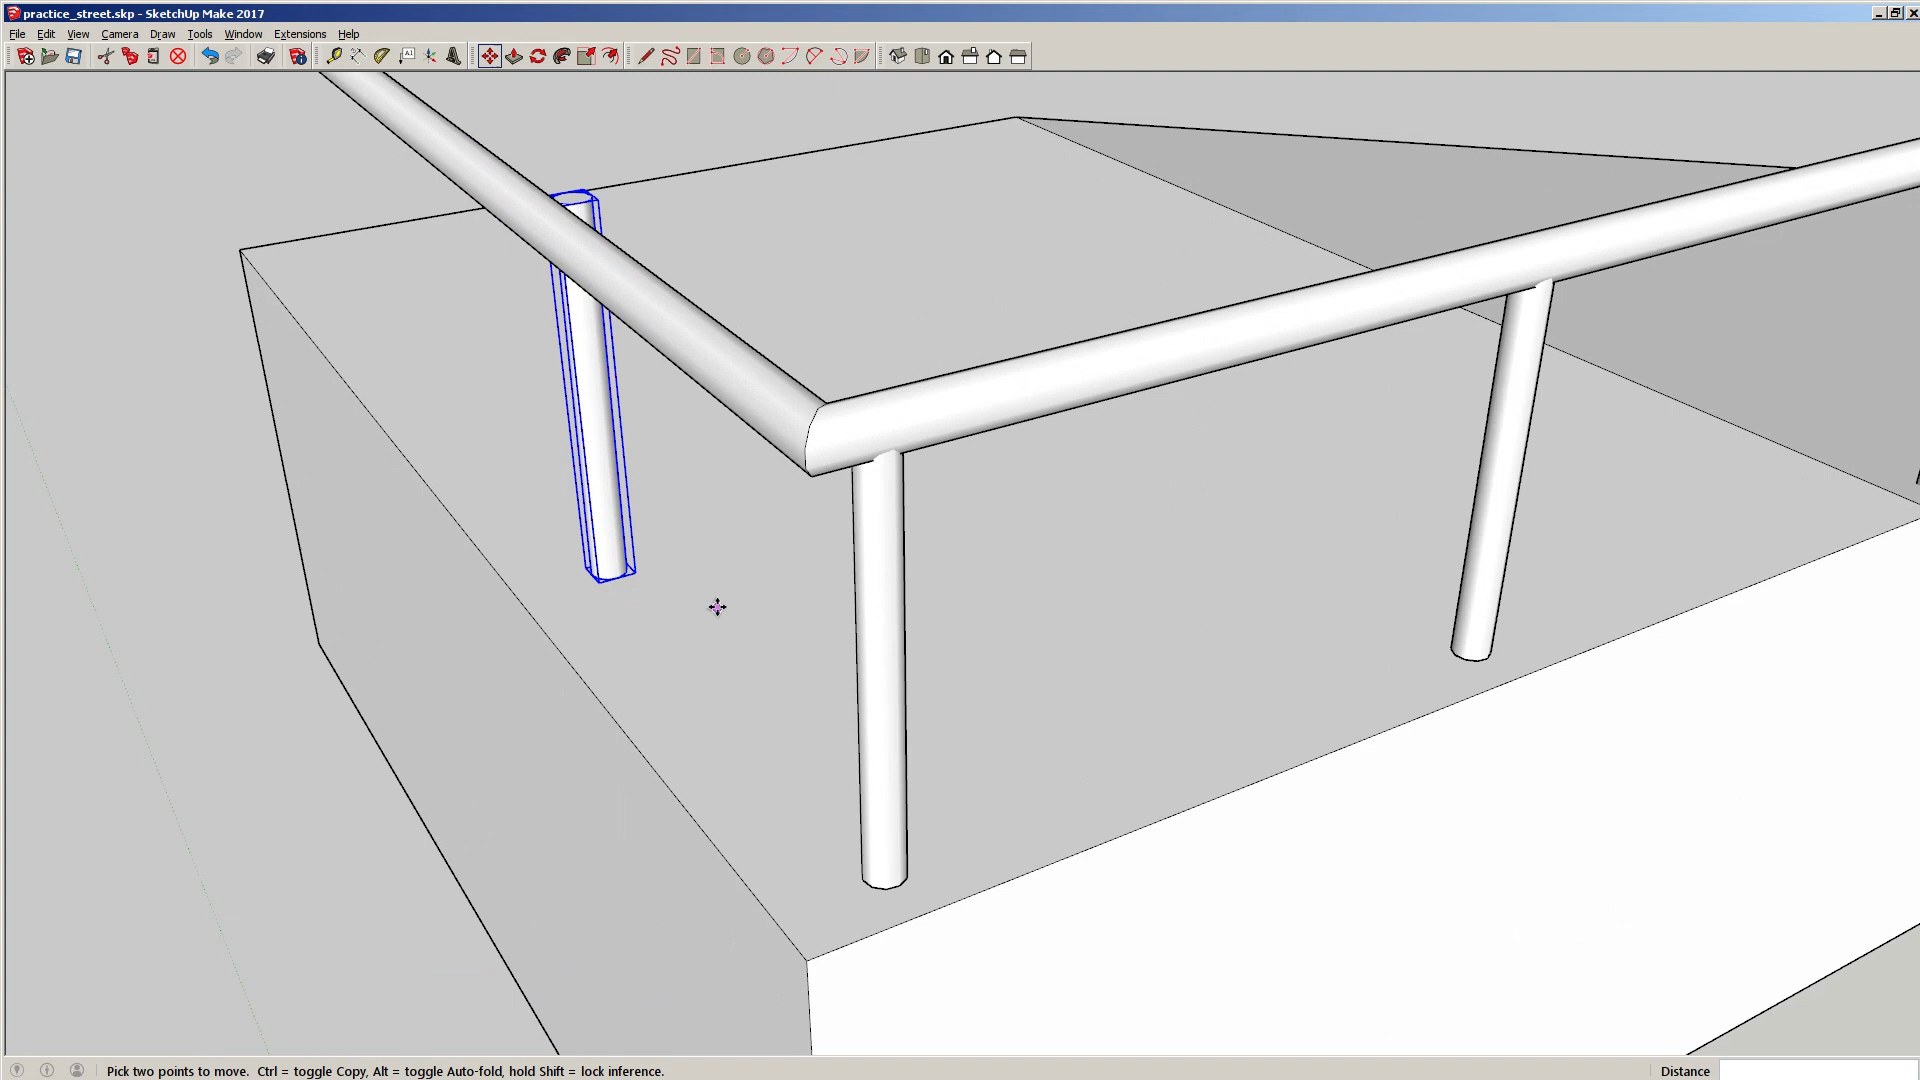 practice_street.skp - SketchUp Make 2017
File Edit View Camera Draw Tools Window Extensions Help
A1
Pick two points to move. Ctrl = toggle Copy, Alt = toggle Auto-fold, hold Shift = lock inference.
Distance